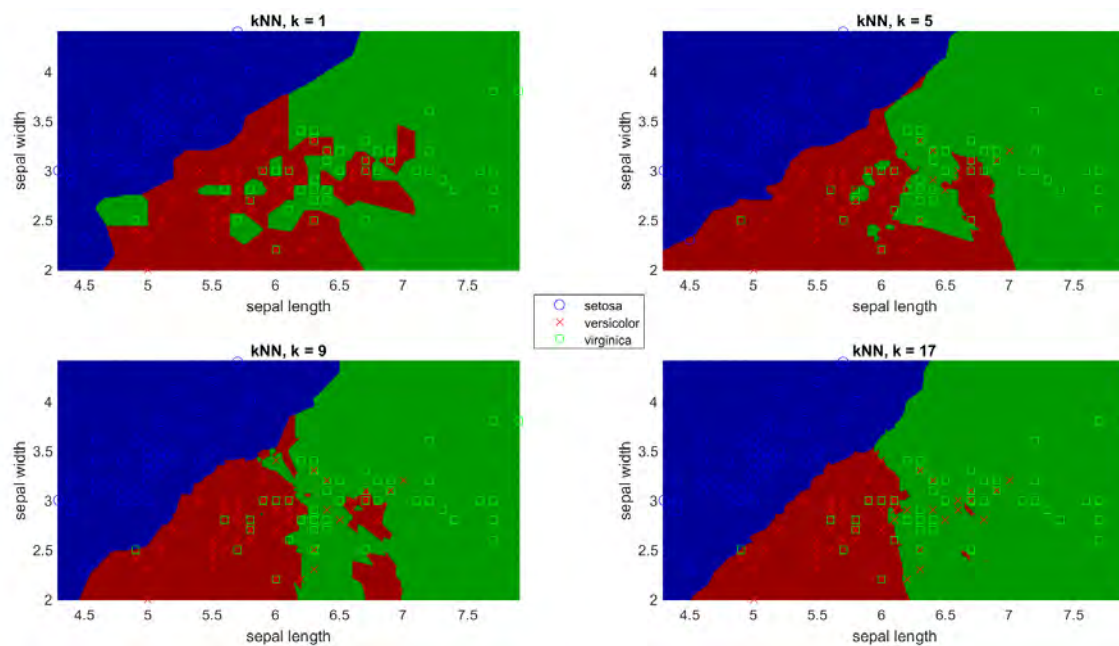 kNN, k = 1
sepal width
4
3.5
3
2.5
2
4.5 5 5.5 6 6.5 7 7.5
sepal length
kNN, k = 5
sepal width
4
3.5
3
2.5
2
4.5 5 5.5 6 6.5 7 7.5
sepal length
setosa
versicolor
virginica
kNN, k = 9
sepal width
4
3.5
3
2.5
2
4.5 5 5.5 6 6.5 7 7.5
sepal length
kNN, k = 17
sepal width
4
3.5
3
2.5
2
4.5 5 5.5 6 6.5 7 7.5
sepal length